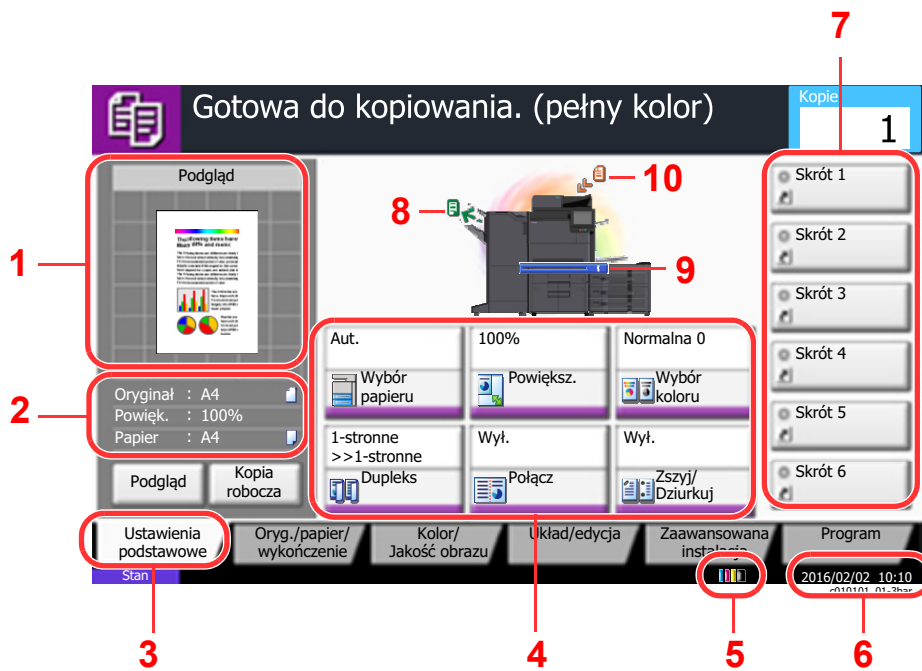 7
Gotowa do kopiowania. (pełny kolor)
Kopie
1
Podgląd
1
8
10
9
Skrót 1
Skrót 2
Skrót 3
Skrót 4
Skrót 5
Skrót 6
2
Oryginał : A4
Powięk. : 100%
Papier : A4
Podgląd
Kopia
robocza
Aut.
Wybór
papieru
100%
Powiększ.
Normalna 0
Wybór
koloru
1-stronne
>>1-stronne
Dupleks
Wył.
Połącz
Wył.
Zszyj/
Dziurkuj
Ustawienia
podstawowe
Oryg./papier/
wykończenie
Kolor/
Jakość obrazu
Układ/edycja
Zaawansowana
instalacja
Program
Stan
2016/02/02 10:10
3
4
5
6